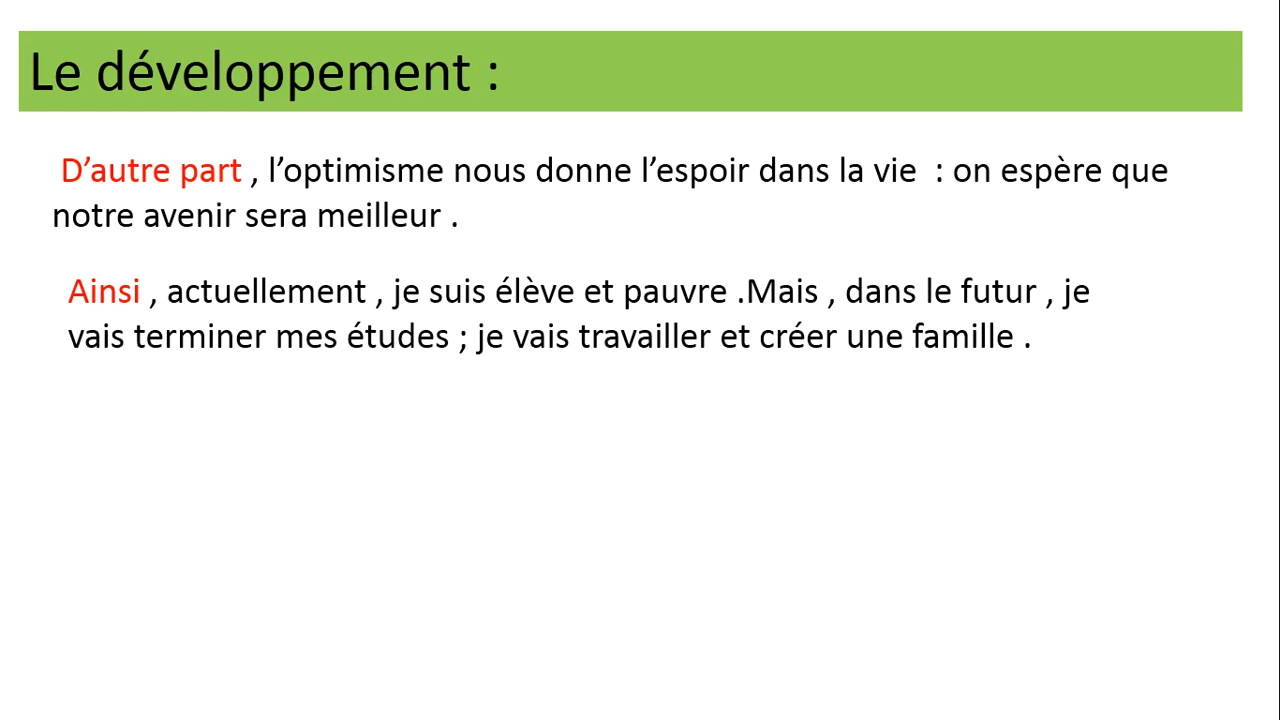 Le développement :
D’autre part , l’optimisme nous donne l’espoir dans la vie  : on espère que
notre avenir sera meilleur .
Ainsi , actuellement , je suis élève et pauvre .Mais , dans le futur , je
vais terminer mes études ; je vais travailler et créer une famille .